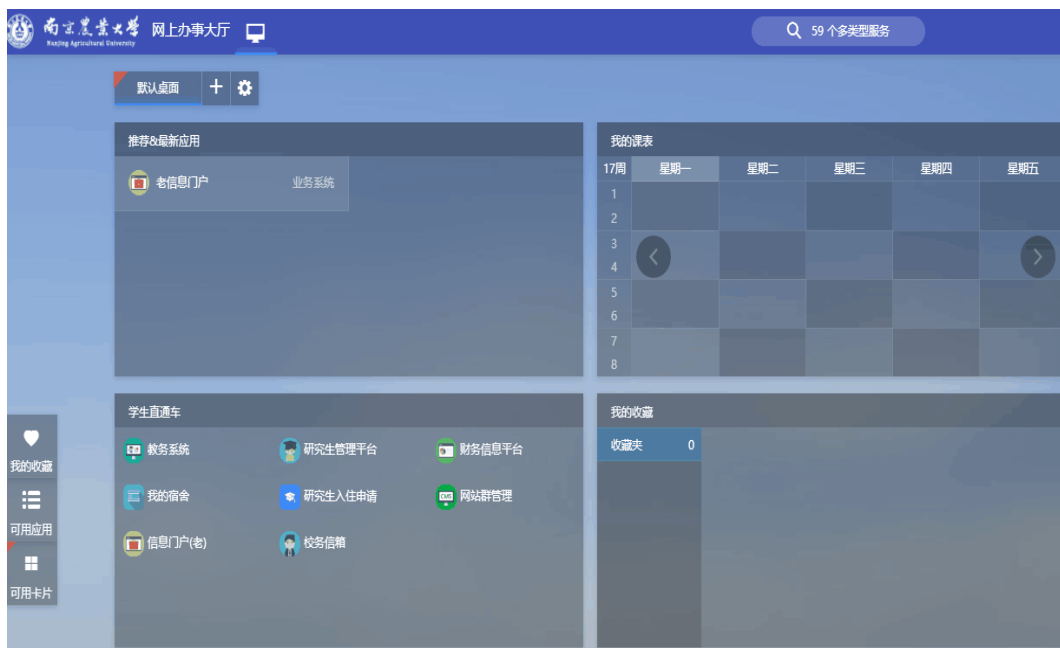 南京农业大学 网上办事大厅 59 个多类型服务
Nanjing Agricultural University
默认桌面
推荐&最新应用
老信息门户 业务系统
我的课表
17周 星期一 星期二 星期三 星期四 星期五
1
2
3
4
5
6
7
8
学生直通车
教务系统 研究生管理平台 财务信息平台
我的宿舍 研究生入住申请 网站群管理
信息门户(老) 校务信箱
我的收藏
收藏夹 0
我的收藏
可用应用
可用卡片